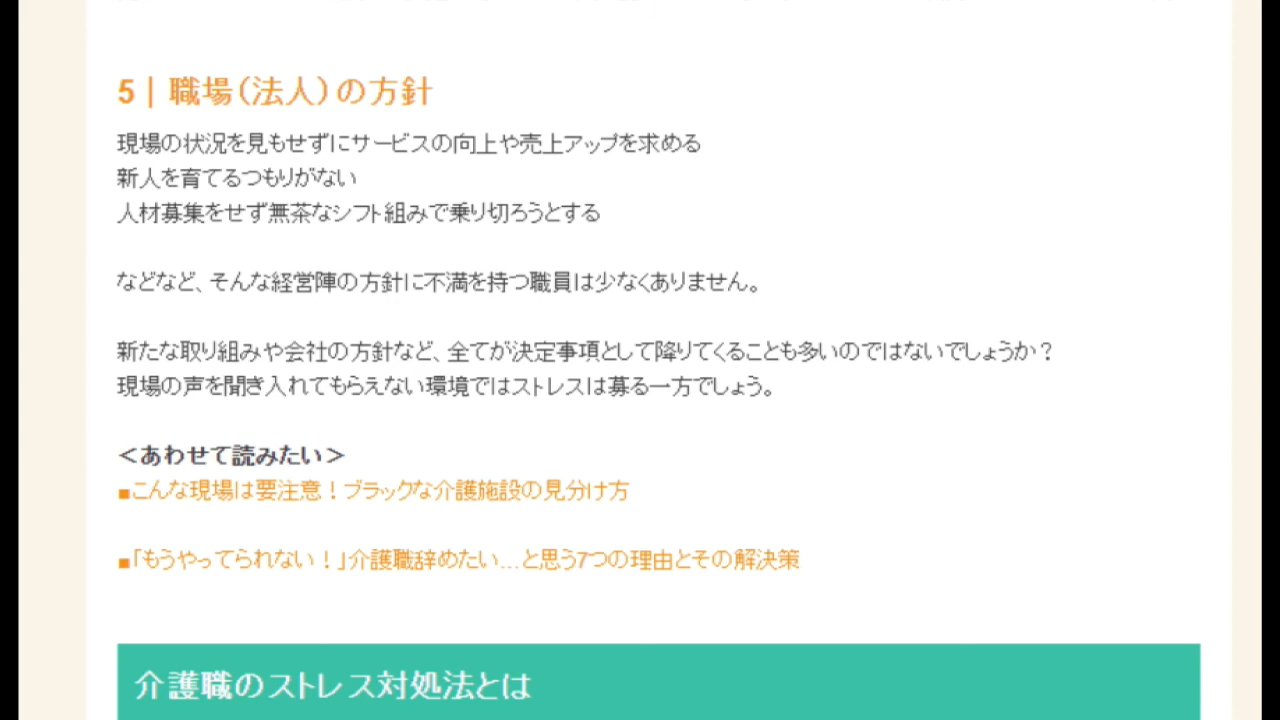 5｜職場（法人）の方針
現場の状況を見もせずにサービスの向上や売上アップを求める
新人を育てるつもりがない
人材募集をせず無茶なシフト組みで乗り切ろうとする
などなど、そんな経営陣の方針に不満を持つ職員は少なくありません。
新たな取り組みや会社の方針など、全てが決定事項として降りてくることも多いのではないでしょうか？
現場の声を聞き入れてもらえない環境ではストレスは募る一方でしょう。
＜あわせて読みたい＞
■こんな現場は要注意！ブラックな介護施設の見分け方
■「もうやってられない！」介護職辞めたい…と思う7つの理由とその解決策
介護職のストレス対処法とは